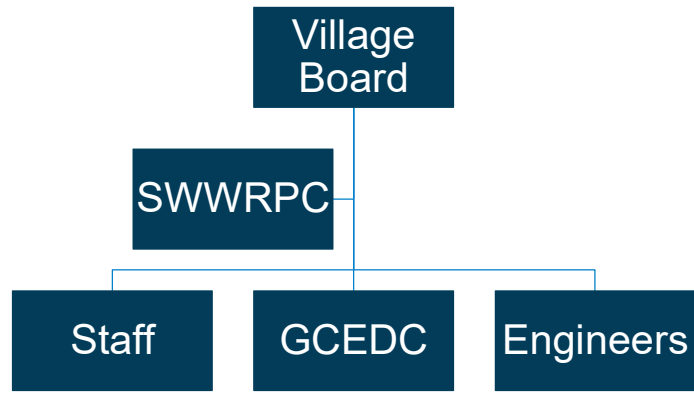 Village
Board
SWWRPC
Staff
GCEDC
Engineers